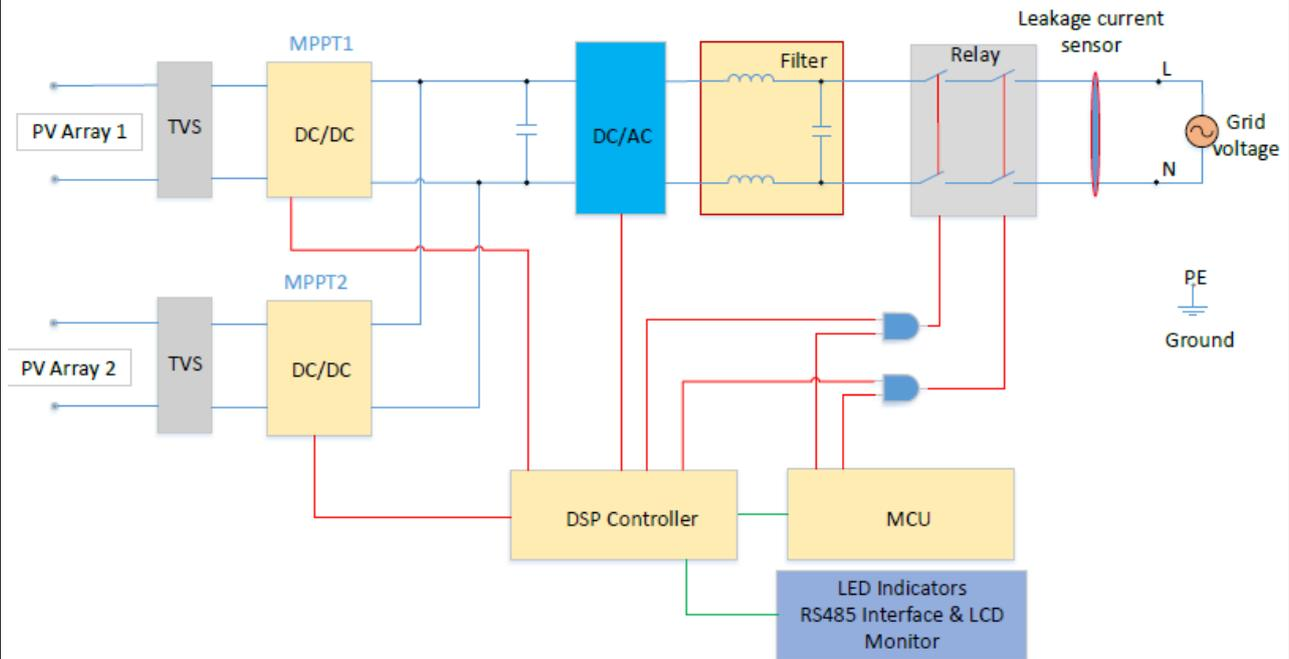 Leakage current
sensor
MPPT1
Filter
Relay
L
PV Array 1
TVS
DC/DC
DC/AC
Grid
voltage
N
MPPT2
PE
Ground
PV Array 2
TVS
DC/DC
DSP Controller
MCU
LED Indicators
RS485 Interface & LCD
Monitor